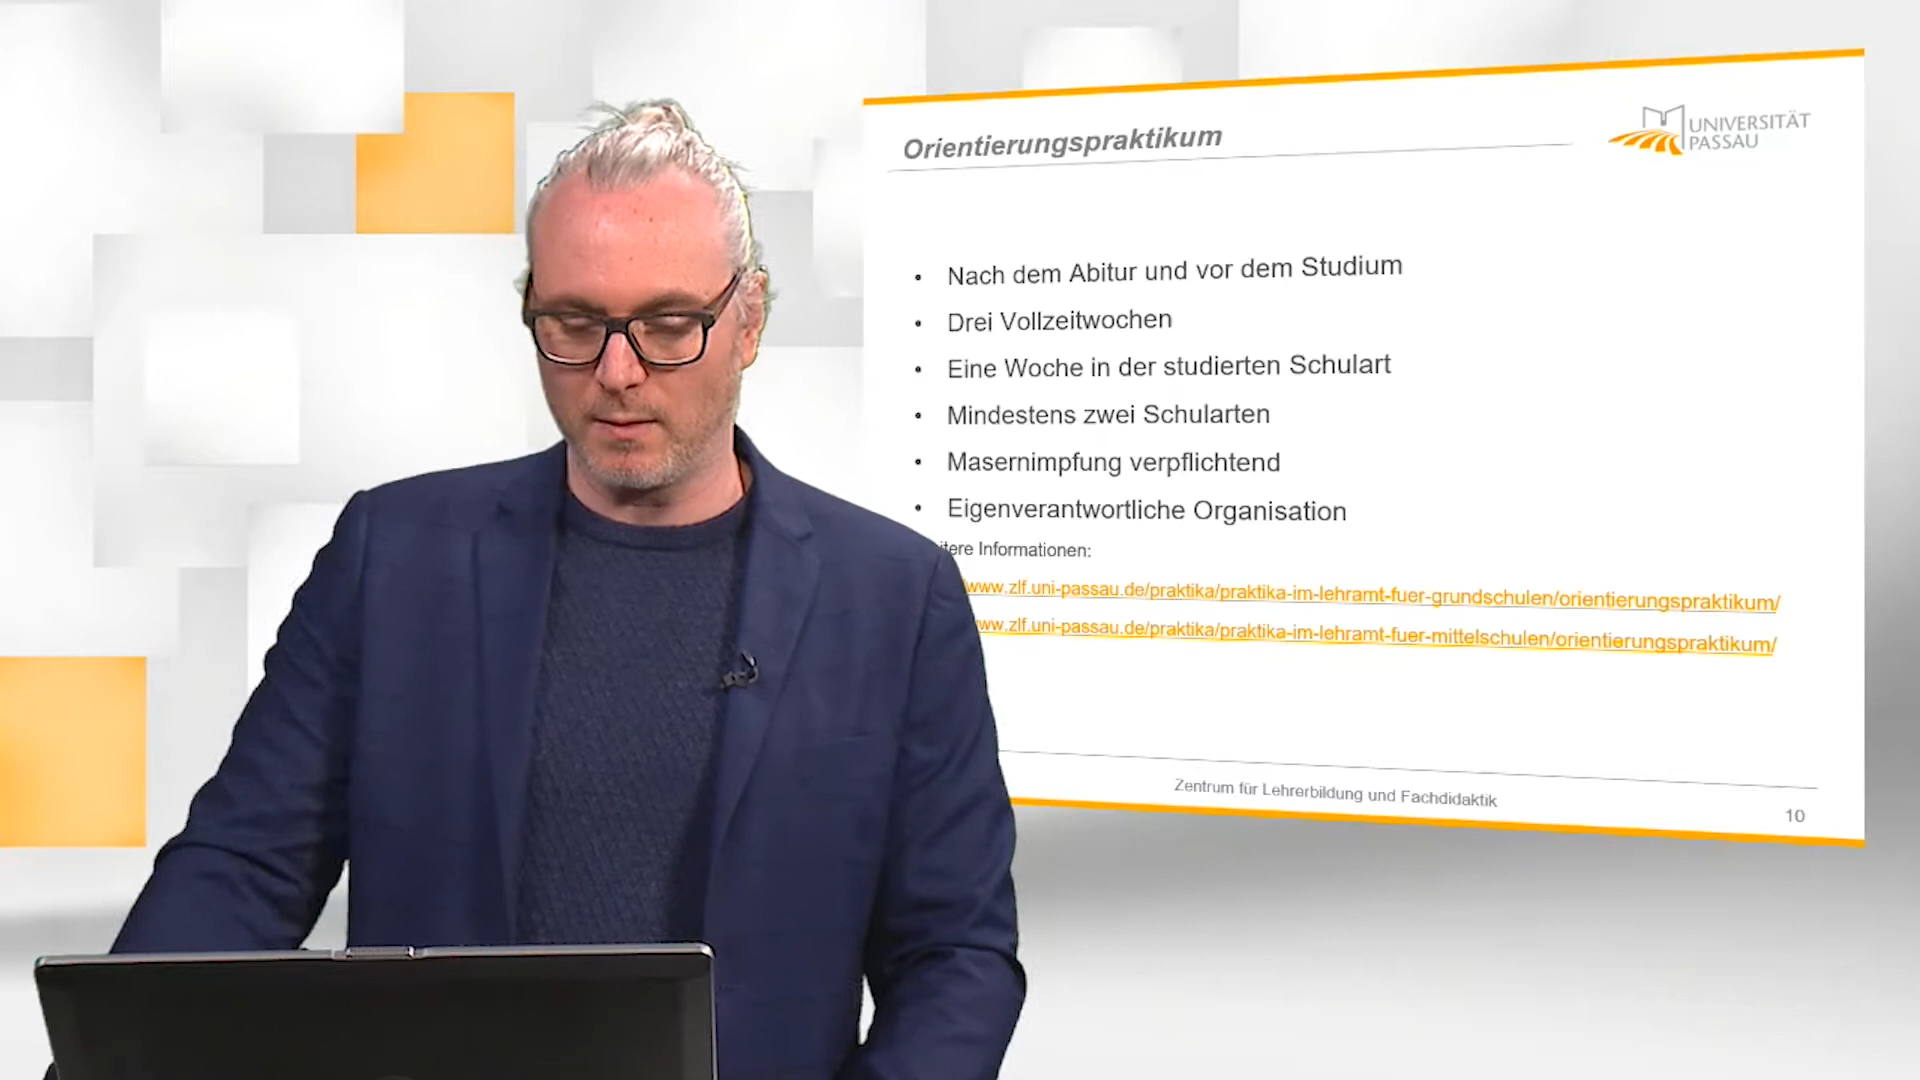 Orientierungspraktikum
UNIVERSITÄT
PASSAU
• Nach dem Abitur und vor dem Studium
• Drei Vollzeitwochen
• Eine Woche in der studierten Schulart
• Mindestens zwei Schularten
• Masernimpfung verpflichtend
• Eigenverantwortliche Organisation
Informationen:
www.zlf.uni-passau.de/praktika/praktika-im-lehramt-fuer-grundschulen/orientierungspraktikum/
www.zlf.uni-passau.de/praktika/praktika-im-lehramt-fuer-mittelschulen/orientierungspraktikum/
Zentrum für Lehrerbildung und Fachdidaktik
10